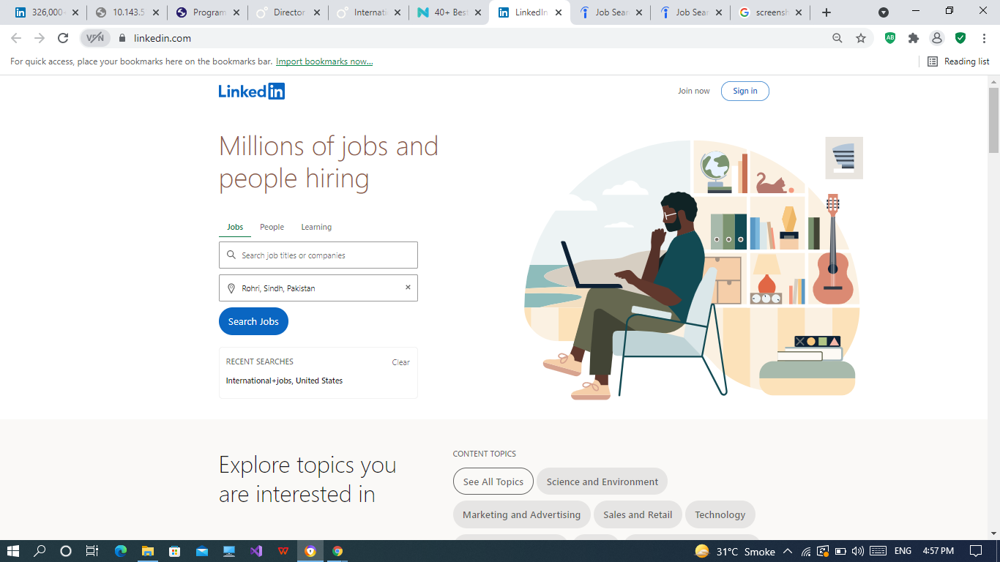 326,000+
10.143.5
Program
Director
Internati
40+ Best
LinkedIn
Job Sear
Job Sear
screensh
VPN
linkedin.com
For quick access, place your bookmarks here on the bookmarks bar. Import bookmarks now...
Reading list
Linkedin
Join now
Sign in
Millions of jobs and
people hiring
Jobs
People
Learning
Search job titles or companies
Rohri, Sindh, Pakistan
Search Jobs
RECENT SEARCHES
Clear
International+jobs, United States
Explore topics you
are interested in
CONTENT TOPICS
See All Topics
Science and Environment
Marketing and Advertising
Sales and Retail
Technology
31°C Smoke
ENG
4:57 PM